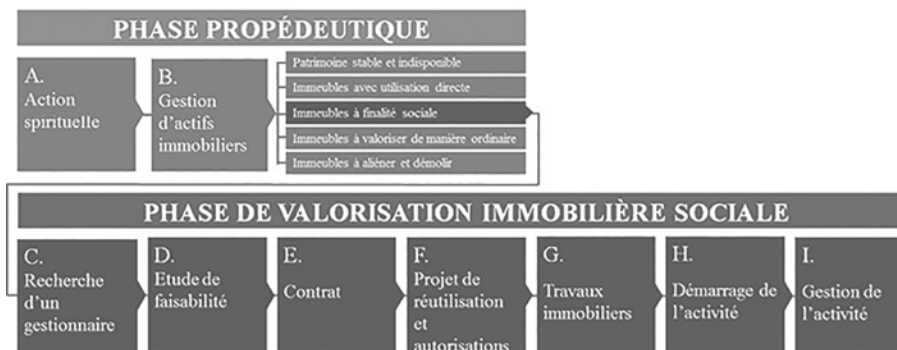 PHASE PROPÉDEUTIQUE
A.
Action
spirituelle
B.
Gestion
d'actifs
immobiliers
Patrimoine stable et indisponible
Immeubles avec utilisation directe
Immeubles à finalité sociale
Immeubles à valoriser de manière ordinaire
Immeubles à aliéner et démolir
PHASE DE VALORISATION IMMOBILIÈRE SOCIALE
C.
Recherche
d'un
gestionnaire
D.
Etude de
faisabilité
E.
Contrat
F.
Projet de
réutilisation
et
autorisations
G.
Travaux
immobiliers
H.
Démarrage de
l'activité
I.
Gestion de
l'activité